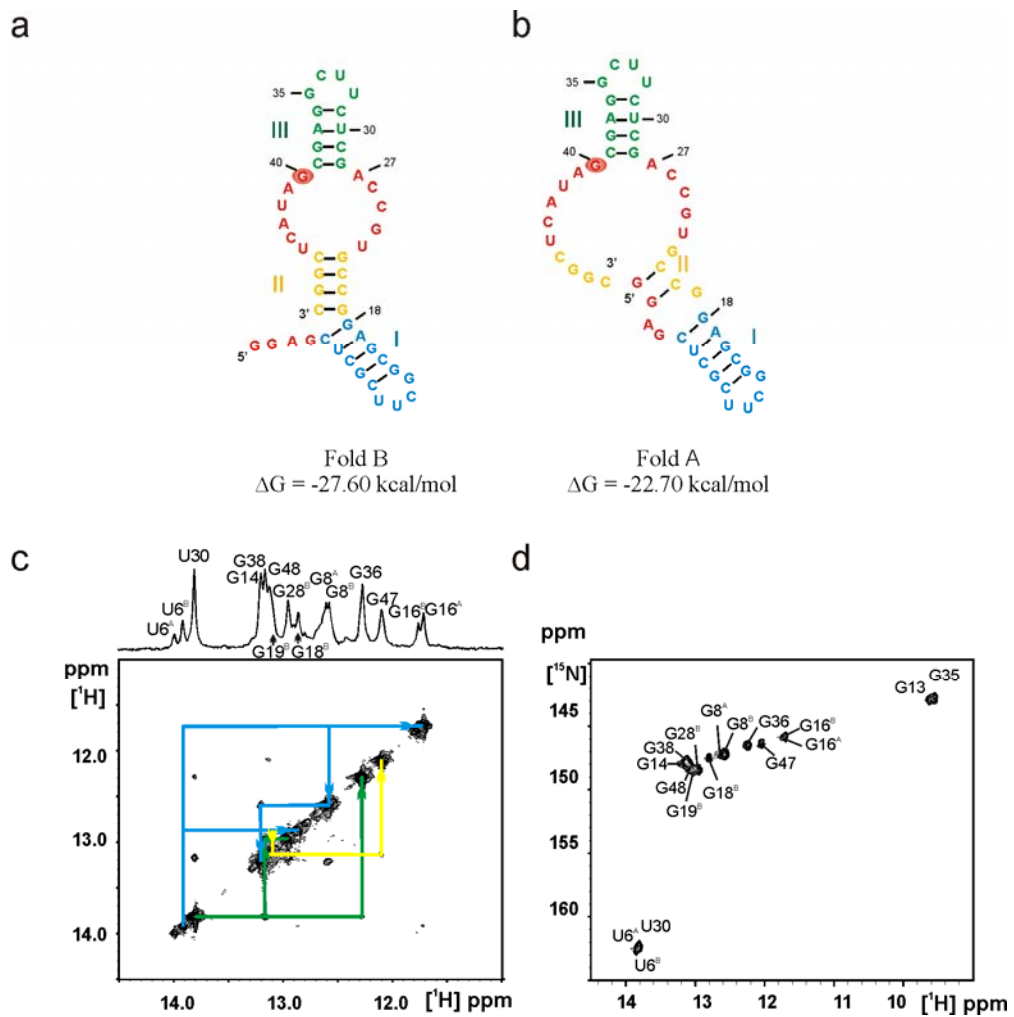 a
b
C
U
U
G
G
A
G
C
C
U
C
G
35
30
III
40
27
G
A
U
A
C
U
A
C
C
G
U
C
G
G
C
G
C
C
G
II
3'
18
5'
G G A G C U C G C U U C G G C G A G
I
C
U
U
G
G
A
G
C
C
U
C
G
35
30
III
40
27
G
A
U
A
C
U
C
G
G
C
3'
A
C
C
G
U
G
C
C
G
II
5'
18
G G A G C U C G C U U C G G C G A G
I
Fold B
ΔG = -27.60 kcal/mol
Fold A
ΔG = -22.70 kcal/mol
c
U30
G38
G14
G48
G28ᴮ
G8ᴬ
G8ᴮ
G36
G47
G16ᴮ
G16ᴬ
U6ᴮ
U6ᴬ
G19ᴮ
G18ᴮ
ppm
[¹H]
12.0
13.0
14.0
14.0 13.0 12.0 [¹H] ppm
d
ppm
[¹⁵N]
145
150
155
160
G13 G35
G8ᴬ
G8ᴮ
G36
G16ᴮ
G16ᴬ
G28ᴮ
G38
G14
G47
G48
G18ᴮ
G19ᴮ
U6ᴬ U30
U6ᴮ
14 13 12 11 10 [¹H] ppm